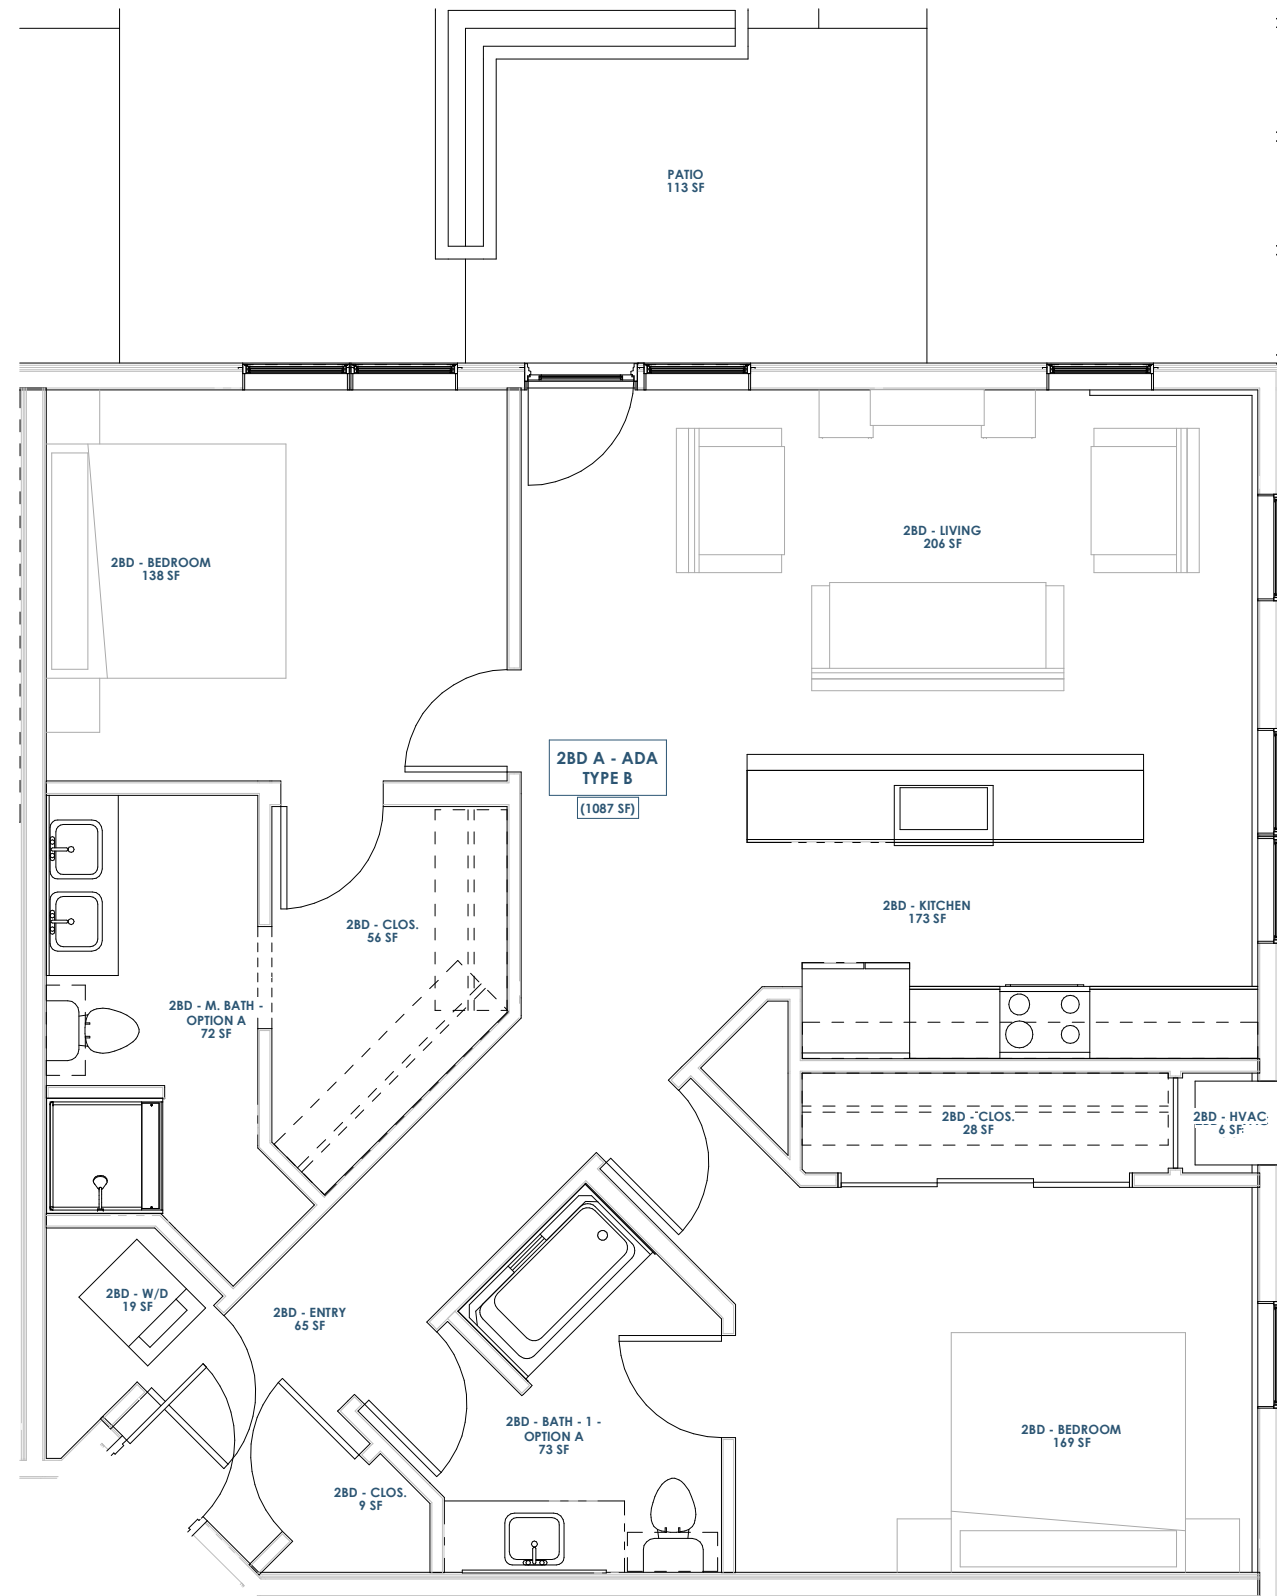 PATIO
113 SF
2BD - LIVING
206 SF
2BD - BEDROOM
138 SF
2BD A - ADA
TYPE B
(1087 SF)
2BD - KITCHEN
173 SF
2BD - CLOS.
56 SF
2BD - M. BATH -
OPTION A
72 SF
2BD - CLOS.
28 SF
2BD - HVAC
6 SF
2BD - W/D
19 SF
2BD - ENTRY
65 SF
2BD - BATH - 1 -
OPTION A
73 SF
2BD - BEDROOM
169 SF
2BD - CLOS.
9 SF